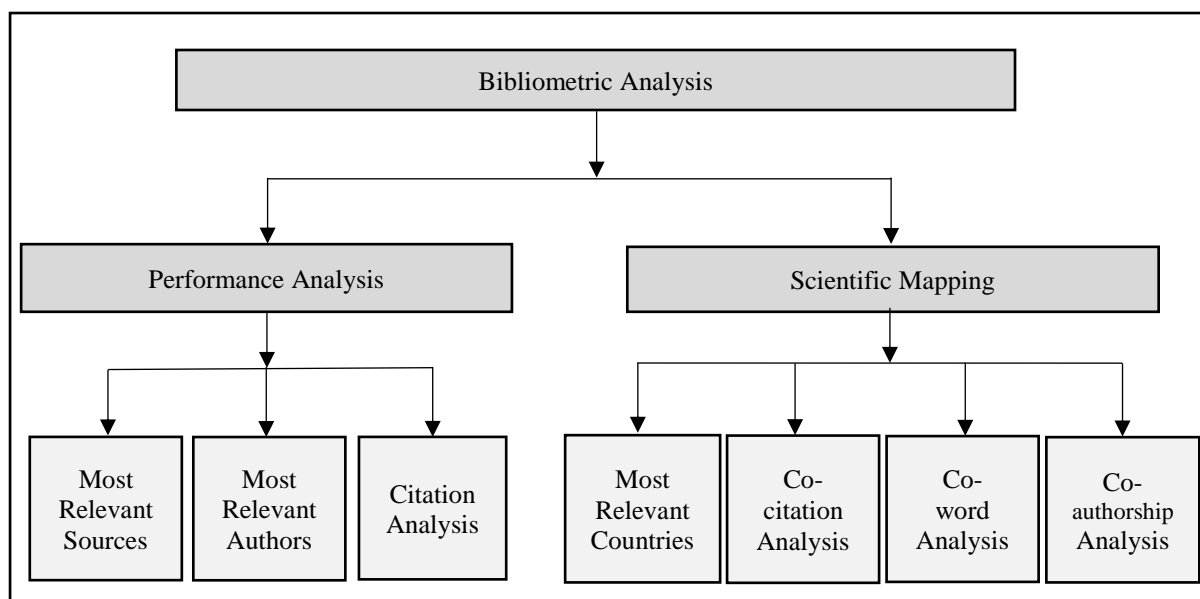 Bibliometric Analysis
Performance Analysis
Scientific Mapping
Most
Relevant
Sources
Most
Relevant
Authors
Citation
Analysis
Most
Relevant
Countries
Co-
citation
Analysis
Co-
word
Analysis
Co-
authorship
Analysis